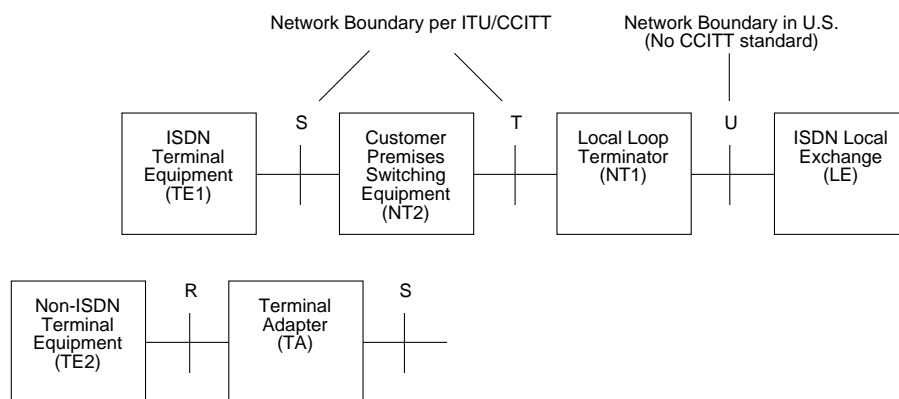 Network Boundary per ITU/CCITT
Network Boundary in U.S.
(No CCITT standard)
S
T
U
ISDN
Terminal
Equipment
(TE1)
Customer
Premises
Switching
Equipment
(NT2)
Local Loop
Terminator
(NT1)
ISDN Local
Exchange
(LE)
R
S
Non-ISDN
Terminal
Equipment
(TE2)
Terminal
Adapter
(TA)